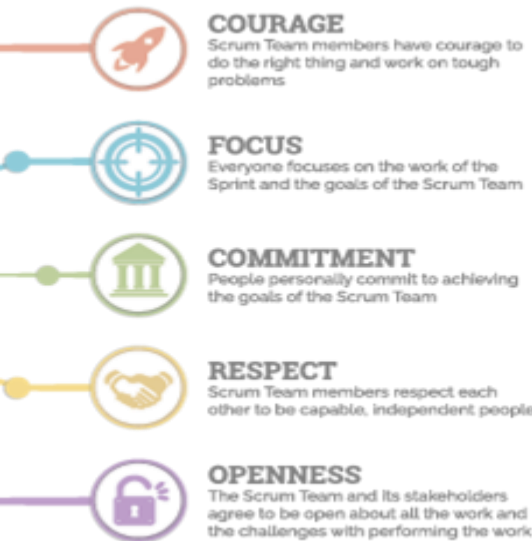 COURAGE
Scrum Team members have courage to
do the right thing and work on tough
problems
FOCUS
Everyone focuses on the work of the
Sprint and the goals of the Scrum Team
COMMITMENT
People personally commit to achieving
the goals of the Scrum Team
RESPECT
Scrum Team members respect each
other to be capable, independent people
OPENNESS
The Scrum Team and its stakeholders
agree to be open about all the work and
the challenges with performing the work